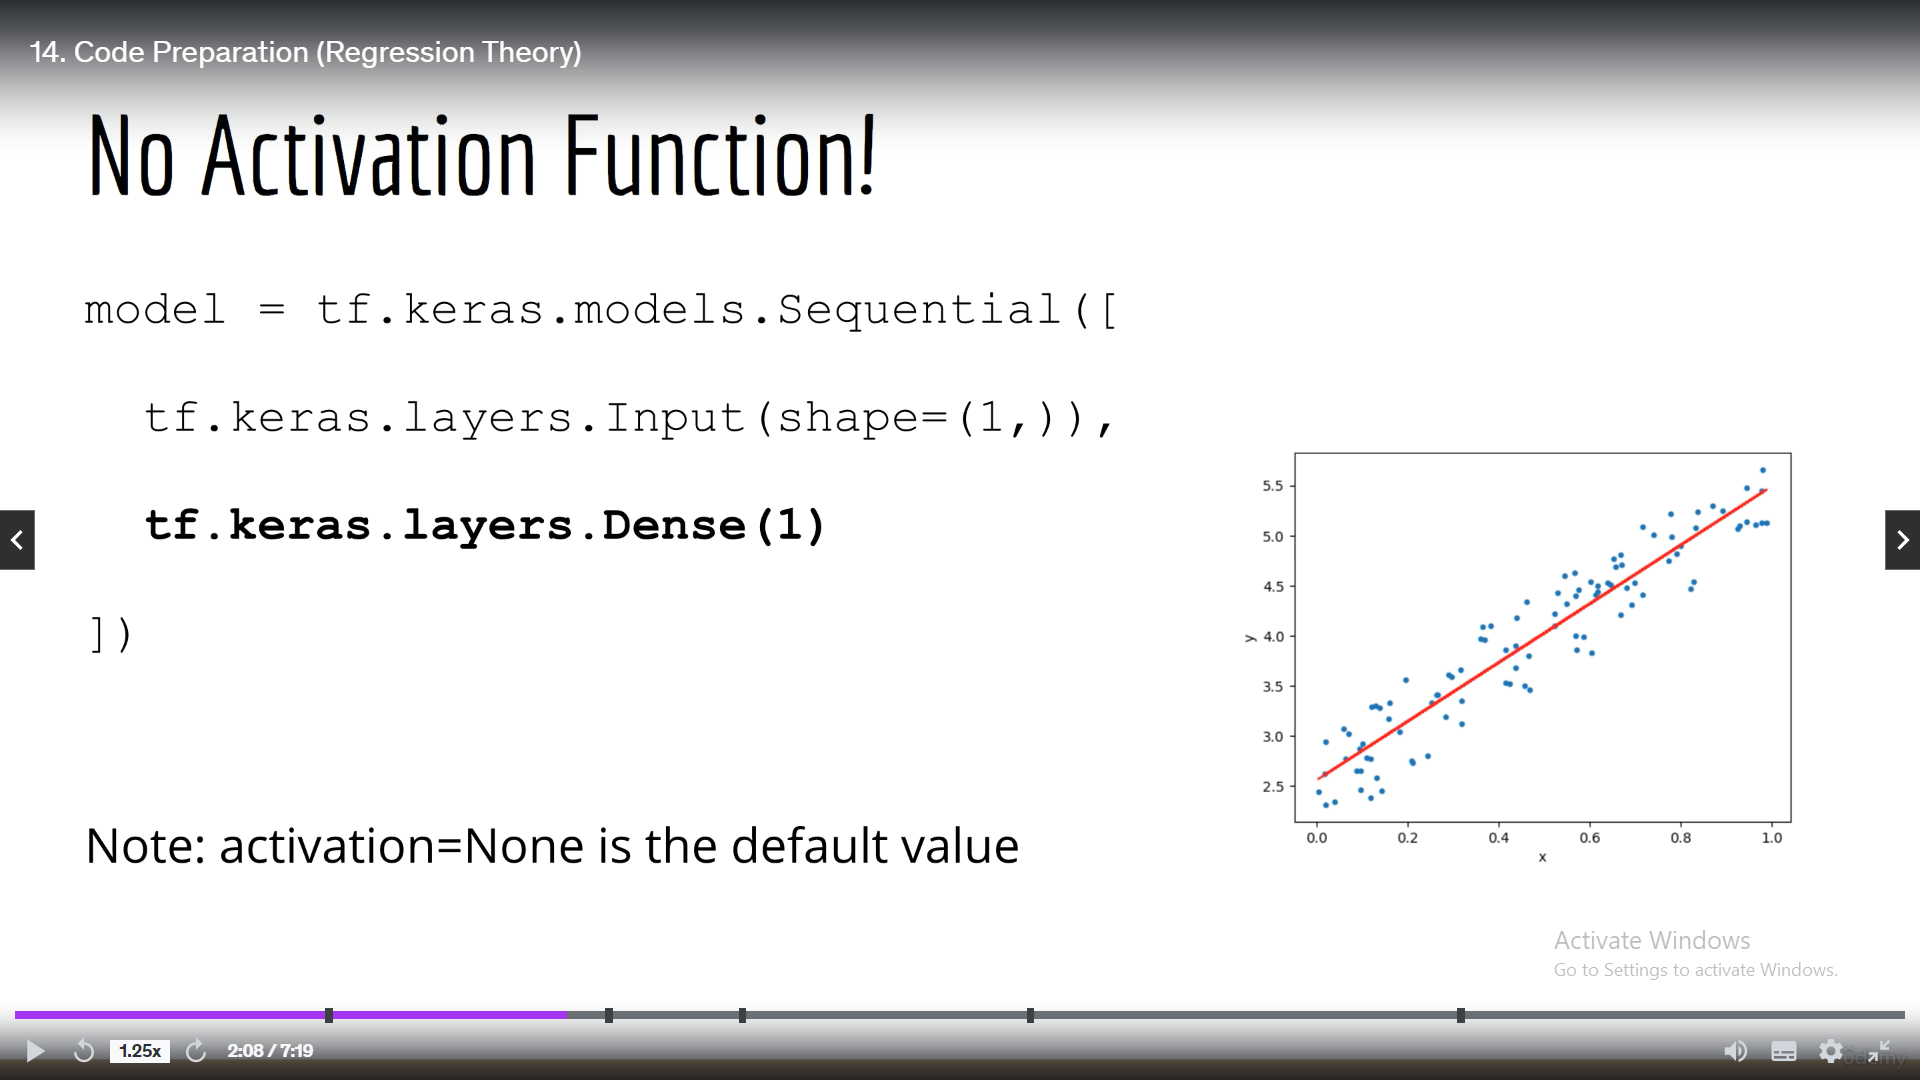 14. Code Preparation (Regression Theory)
No Activation Function!
model = tf.keras.models.Sequential([
tf.keras.layers.Input(shape=(1,)),
tf.keras.layers.Dense(1)
])
Note: activation=None is the default value
5.5
5.0
4.5
4.0
3.5
3.0
2.5
y
0.0 0.2 0.4 0.6 0.8 1.0
x
Activate Windows
Go to Settings to activate Windows.
1.25x 2:08 / 7:19
udemy